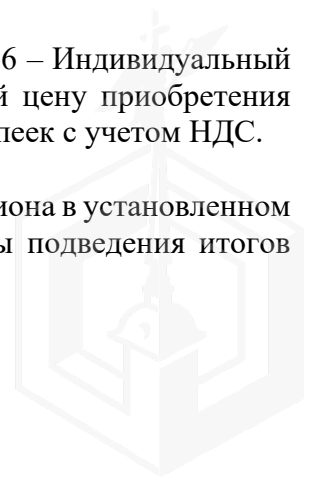 6 – Индивидуальный
й цену приобретения
пеек с учетом НДС.
иона в установленном
ы подведения итогов